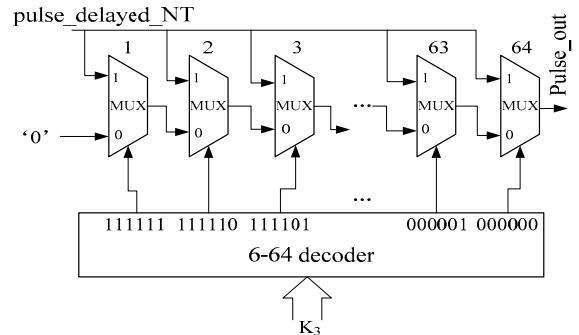 pulse_delayed_NT
1 2 3 63 64
Pulse_out
1 1 1 1 1
MUX MUX MUX ... MUX MUX
‘0’ 0 0 0 0 0
...
111111 111110 111101 000001 000000
6-64 decoder
K3